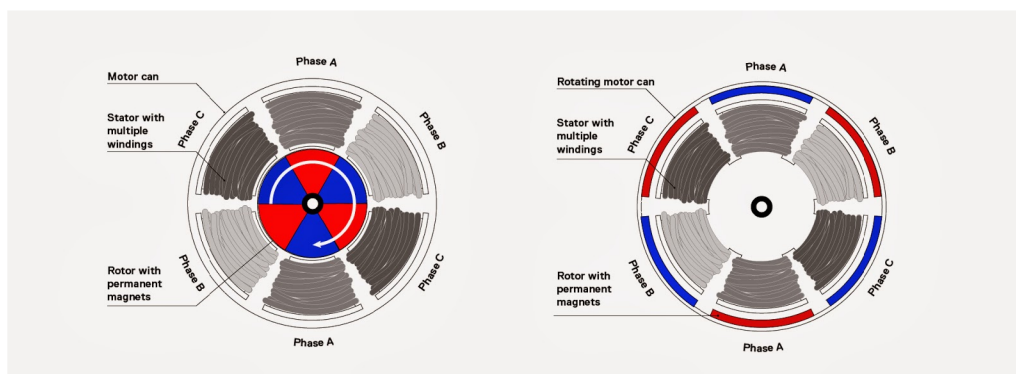 Phase A
Motor can
Stator with
multiple
windings
Phase C
Phase B
Rotor with
permanent
magnets
Phase B
Phase C
Phase A
Phase A
Rotating motor can
Stator with
multiple
windings
Phase C
Phase B
Rotor with
permanent
magnets
Phase B
Phase C
Phase A